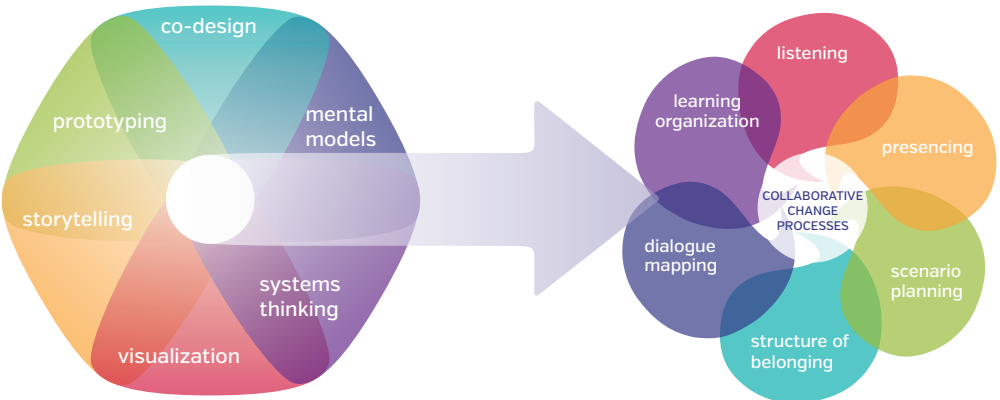 co-design
prototyping
mental
models
storytelling
systems
thinking
visualization
listening
learning
organization
presencing
COLLABORATIVE
CHANGE
PROCESSES
dialogue
mapping
scenario
planning
structure of
belonging